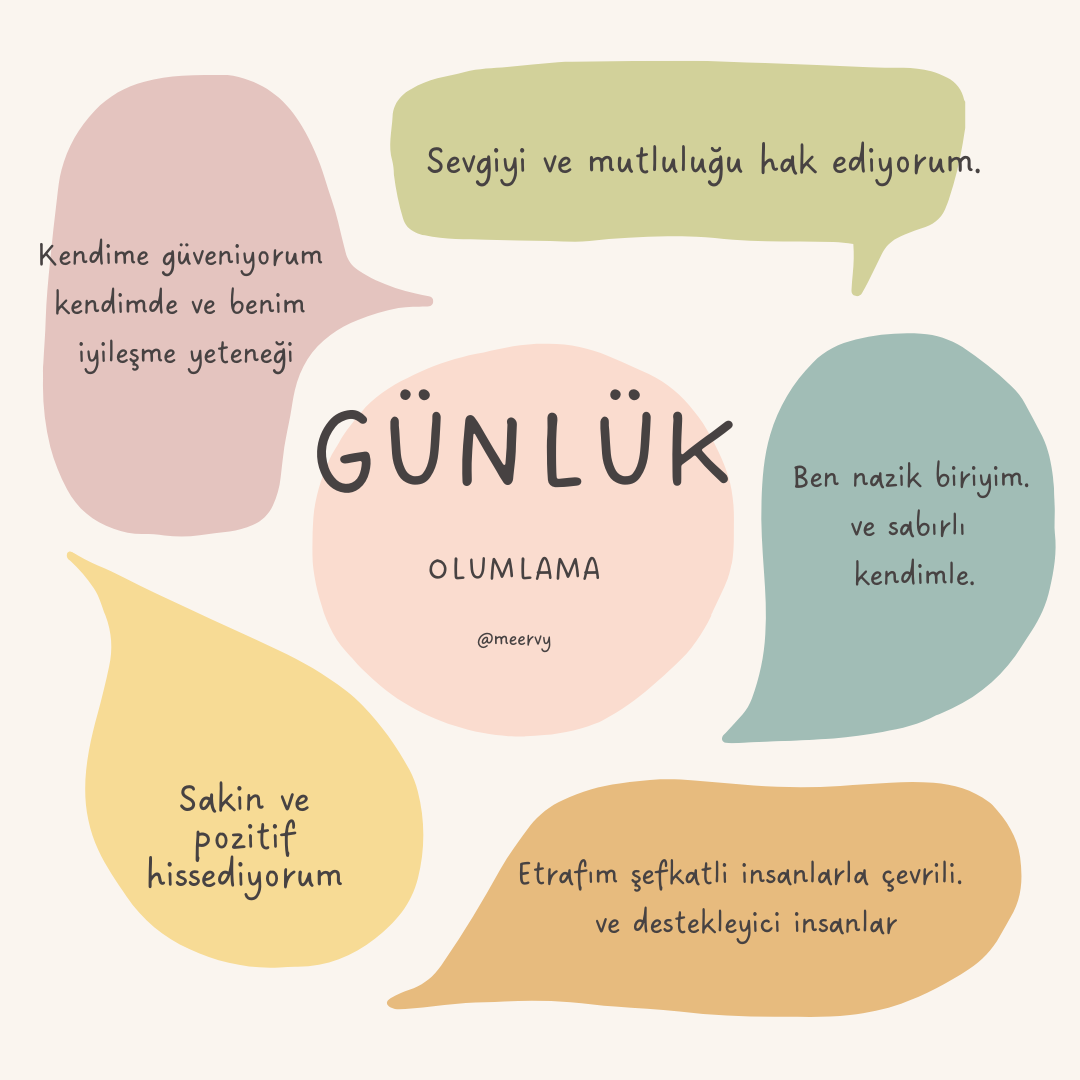 Sevgiyi ve mutluluğu hak ediyorum.
Kendime güveniyorum
kendimde ve benim
iyileşme yeteneği
GÜNLÜK
OLUMLAMA
@meervy
Ben nazik biriyim.
ve sabırlı
kendimle.
Sakin ve
pozitif
hissediyorum
Etrafım şefkatli insanlarla çevrili.
ve destekleyici insanlar